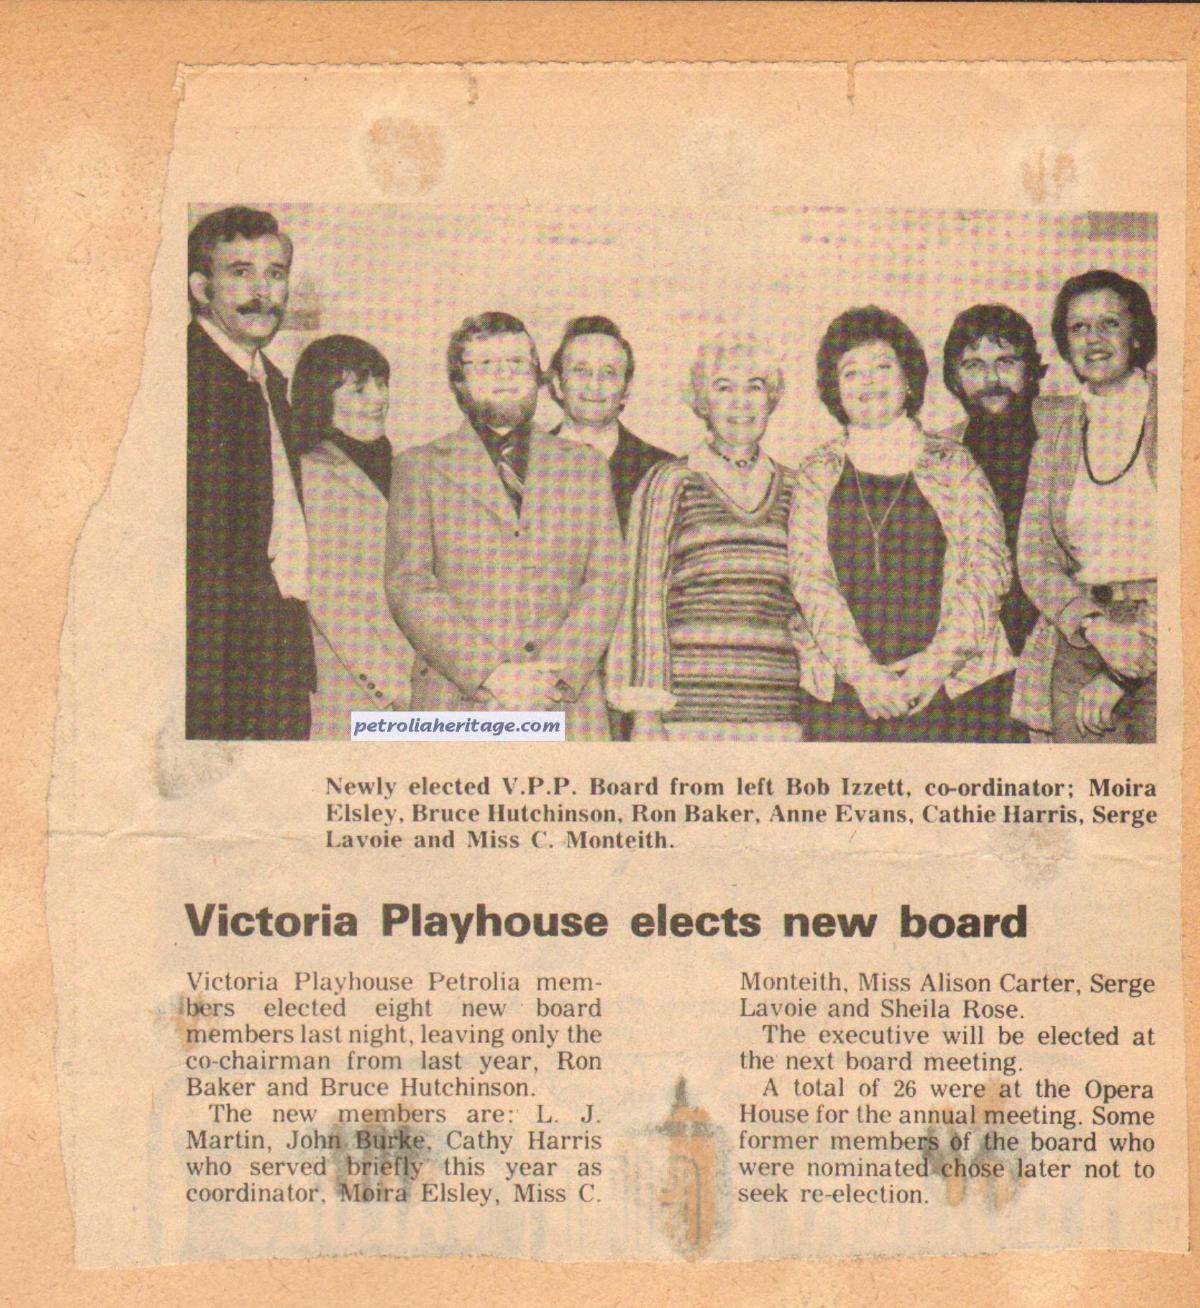 petroliaheritage.com
Newly elected V.P.P. Board from left Bob Izzett, co-ordinator; Moira
Elsley, Bruce Hutchinson, Ron Baker, Anne Evans, Cathie Harris, Serge
Lavoie and Miss C. Monteith.
Victoria Playhouse elects new board
Victoria Playhouse Petrolia mem-
bers elected eight new board
members last night, leaving only the
co-chairman from last year, Ron
Baker and Bruce Hutchinson.
The new members are: L. J.
Martin, John Burke, Cathy Harris
who served briefly this year as
coordinator, Moira Elsley, Miss C.
Monteith, Miss Alison Carter, Serge
Lavoie and Sheila Rose.
The executive will be elected at
the next board meeting.
A total of 26 were at the Opera
House for the annual meeting. Some
former members of the board who
were nominated chose later not to
seek re-election.